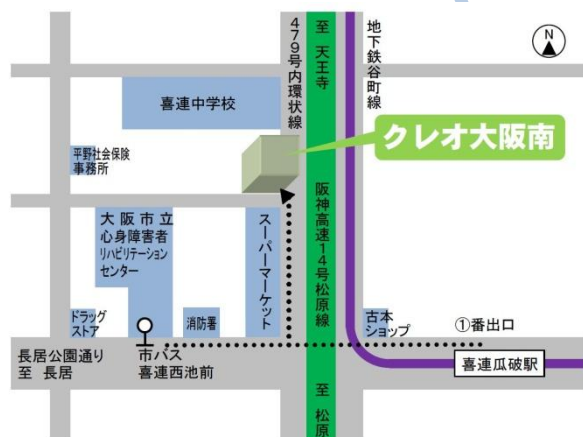 479号内環状線
至 天王寺
地下鉄谷町線
N
喜連中学校
クレオ大阪南
平野社会保険
事務所
阪神高速14号松原線
大阪市立
心身障害者
リハビリテーション
センター
スーパーマーケット
ドラッグ
ストア
消防署
古本
ショップ
①番出口
長居公園通り
至 長居
市バス
喜連西池前
喜連瓜破駅
至 松原